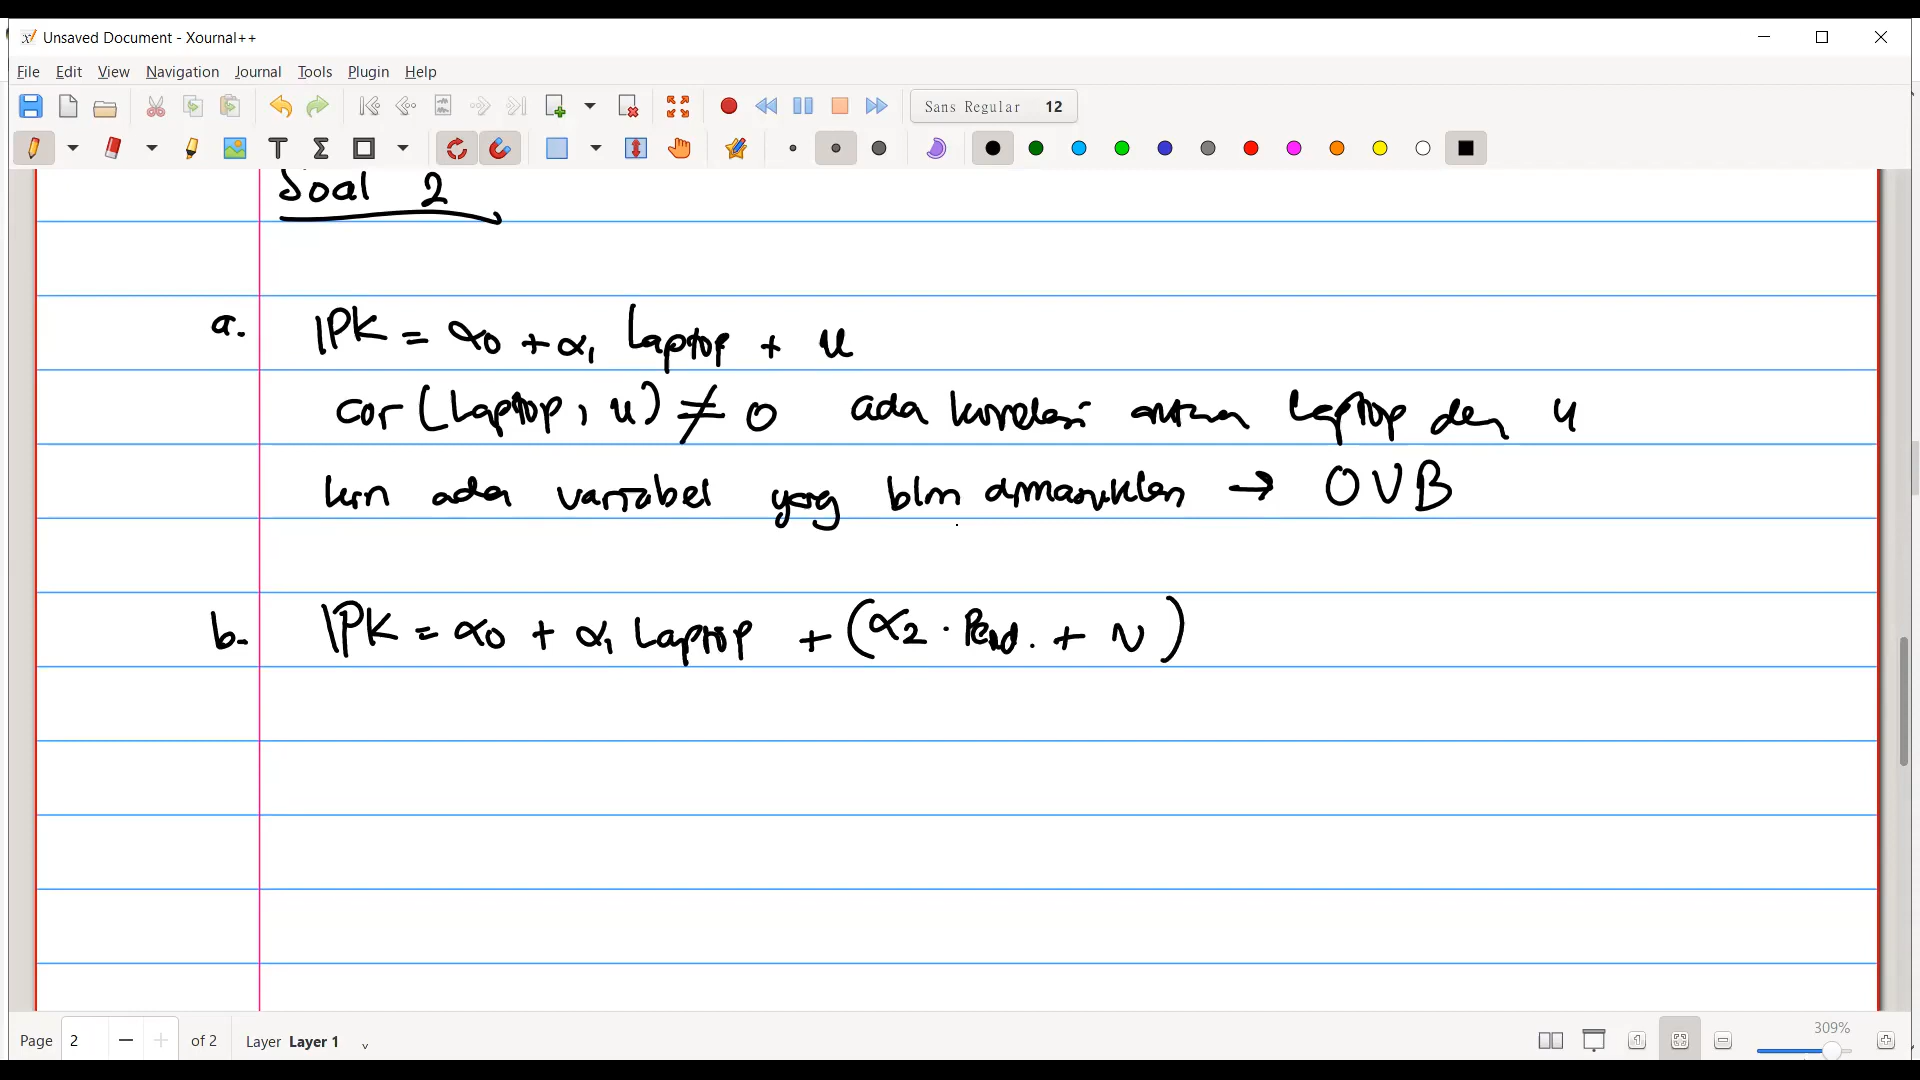 Unsaved Document - Xournal++
File Edit View Navigation Journal Tools Plugin Help
Sans Regular 12
Soal 2
a. IPK = α0 + α1 Laptop + u
cor (Laptop, u) ≠ 0 ada korelasi antara Laptop dan u
krn ada variabel yang blm dimasukkan → OVB
b. IPK = α0 + α1 Laptop + (α2 . Pend. + v)
Page 2 of 2 Layer Layer 1 309%